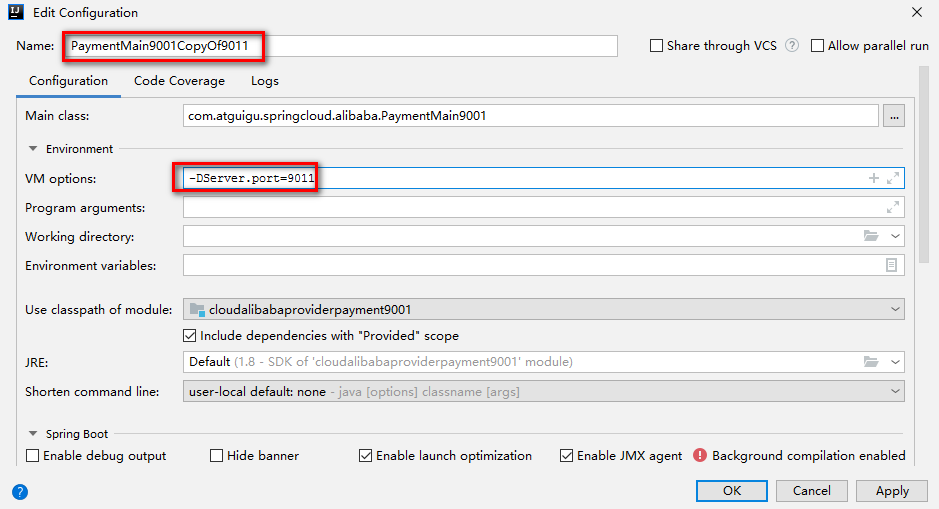 Edit Configuration
Name: PaymentMain9001CopyOf9011 Share through VCS ? Allow parallel run
Configuration Code Coverage Logs
Main class: com.atguigu.springcloud.alibaba.PaymentMain9001 ...
Environment
VM options: -DServer.port=9011
Program arguments:
Working directory:
Environment variables:
Use classpath of module: cloudalibabaproviderpayment9001
Include dependencies with "Provided" scope
JRE: Default (1.8 - SDK of 'cloudalibabaproviderpayment9001' module)
Shorten command line: user-local default: none - java [options] classname [args]
Spring Boot
Enable debug output Hide banner Enable launch optimization Enable JMX agent Background compilation enabled
? OK Cancel Apply